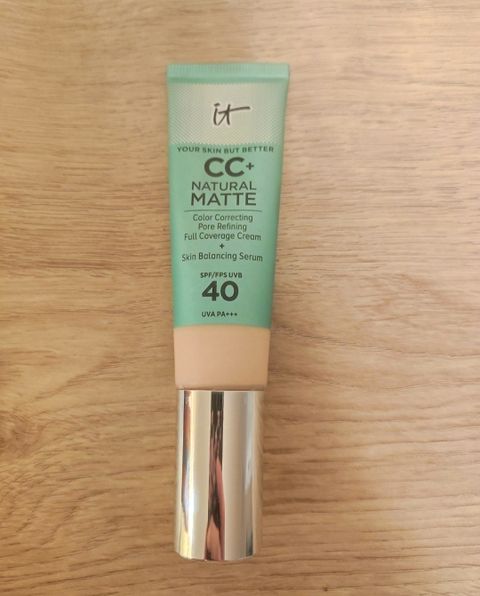 it
YOUR SKIN BUT BETTER
CC+
NATURAL
MATTE
Color Correcting
Pore Refining
Full Coverage Cream
+
Skin Balancing Serum
SPF/FPS UVB
40
UVA PA+++